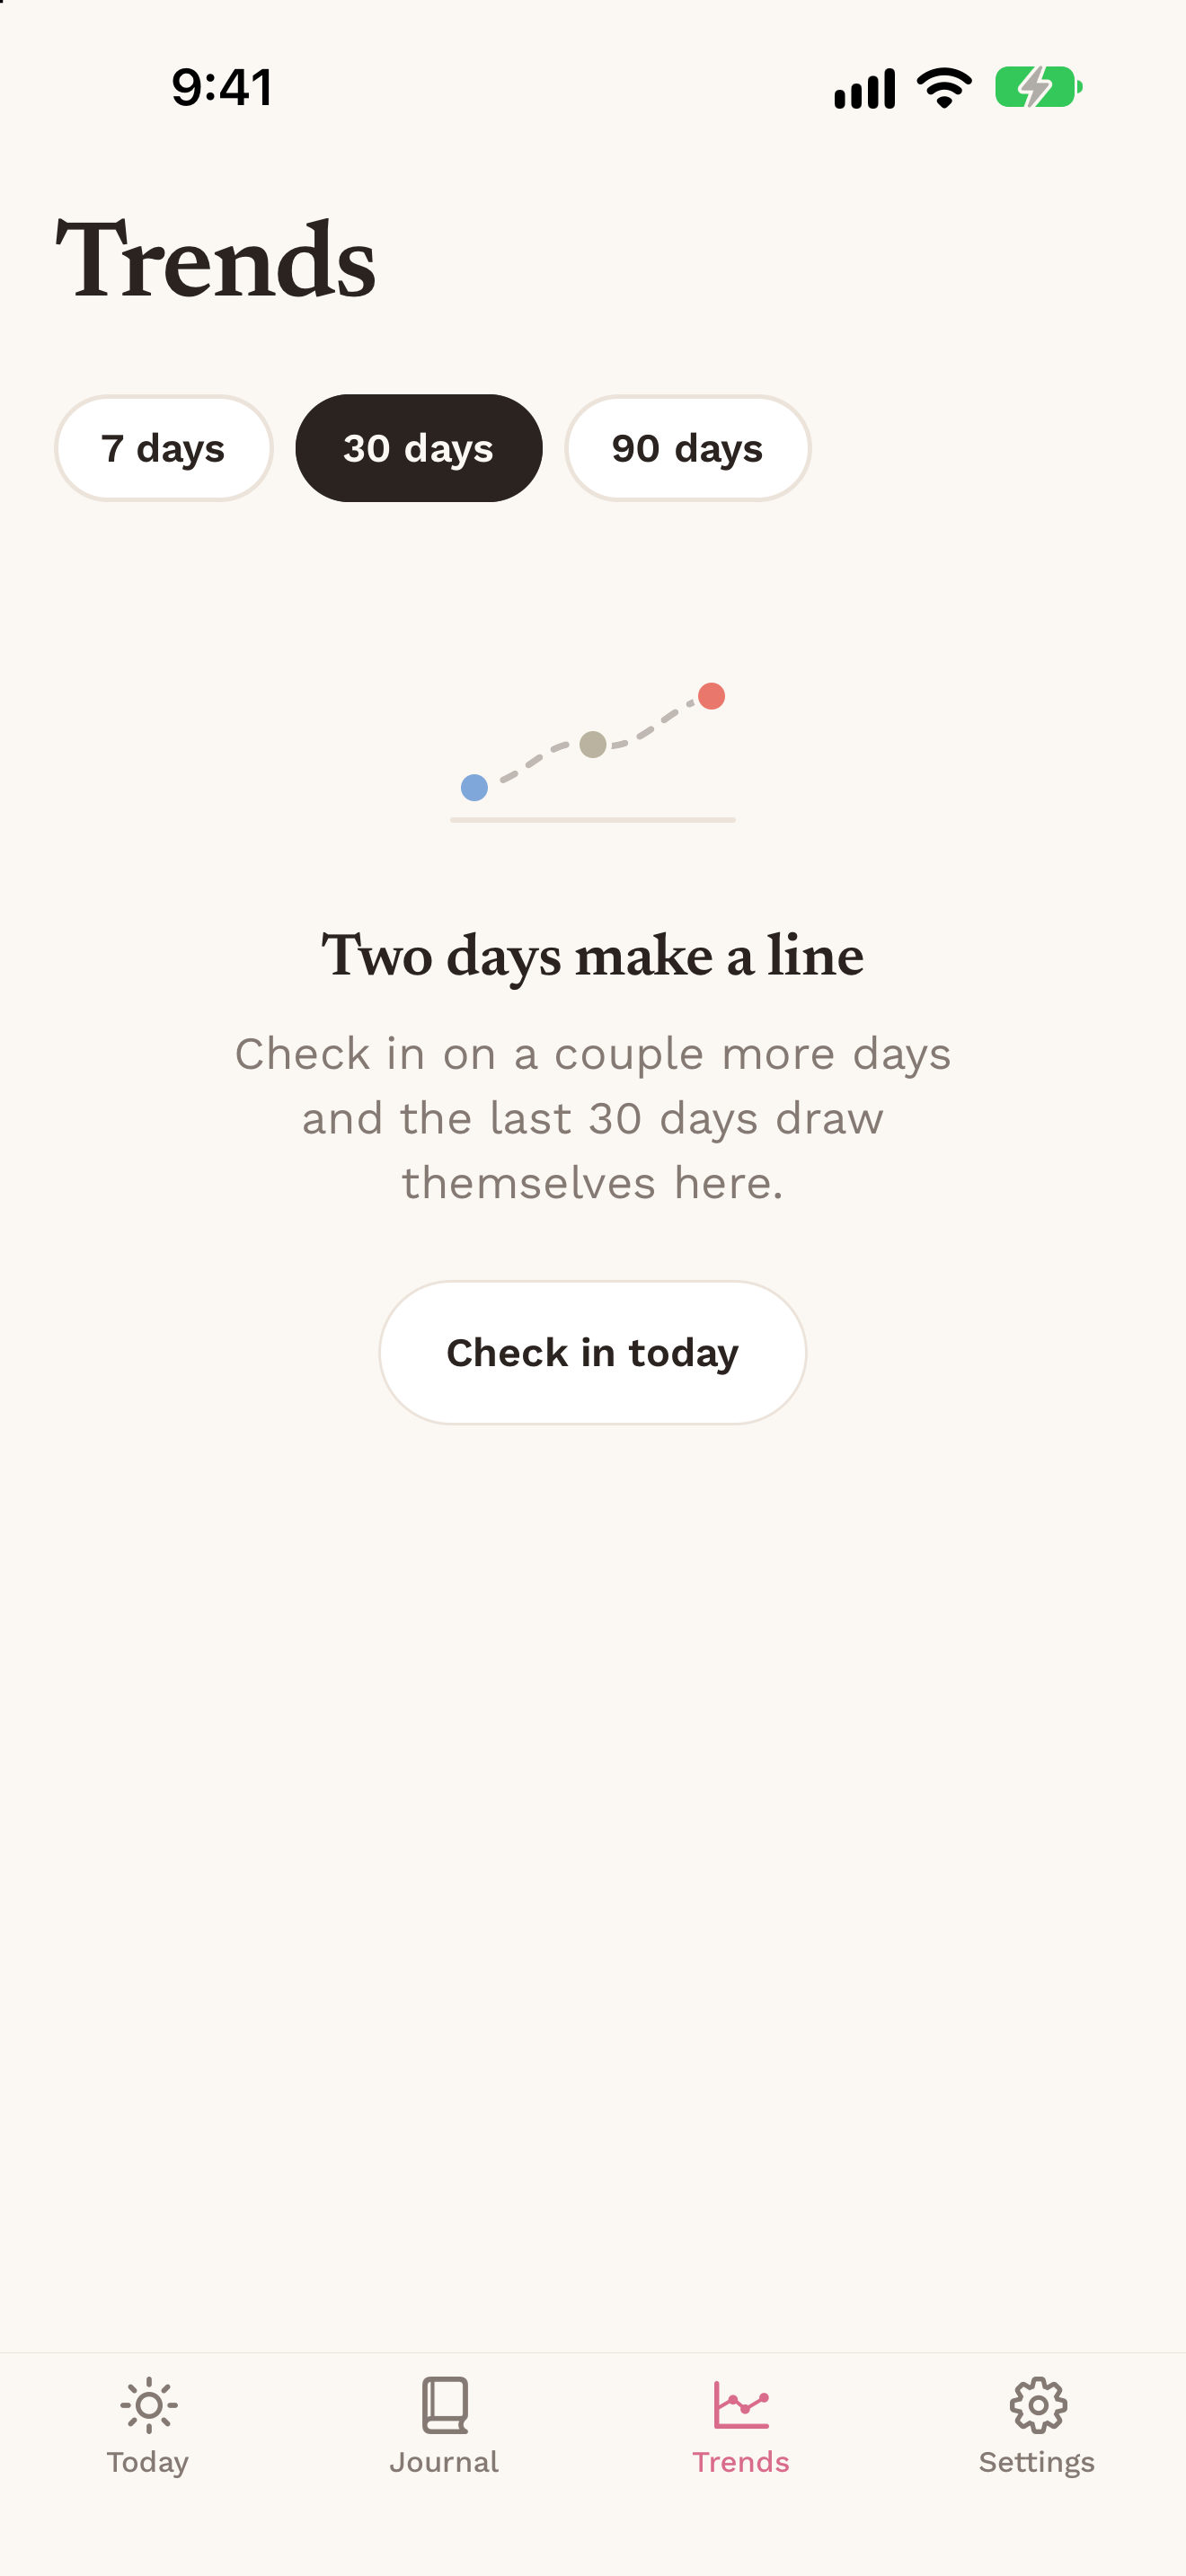 9:41
Trends
7 days
30 days
90 days
Two days make a line
Check in on a couple more days
and the last 30 days draw
themselves here.
Check in today
Today
Journal
Trends
Settings